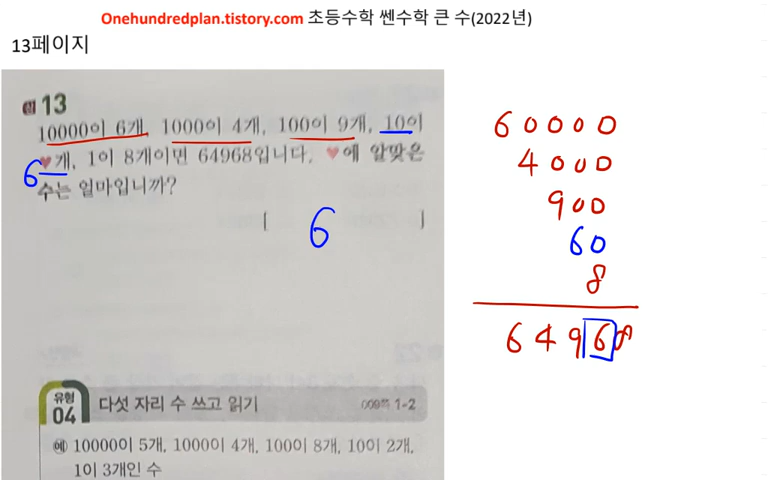 Onehundredplan.tistory.com 초등수학 쎈수학 큰 수(2022년)
13페이지
13
10000이 6개, 1000이 4개, 100이 9개, 10이
♥개, 1이 8개이면 64968입니다. ♥에 알맞은
6
수는 얼마입니까?
[ 6 ]
60000
4000
900
60
8
64968
유형
04
다섯 자리 수 쓰고 읽기
예 10000이 5개, 1000이 4개, 100이 8개, 10이 2개,
1이 3개인 수